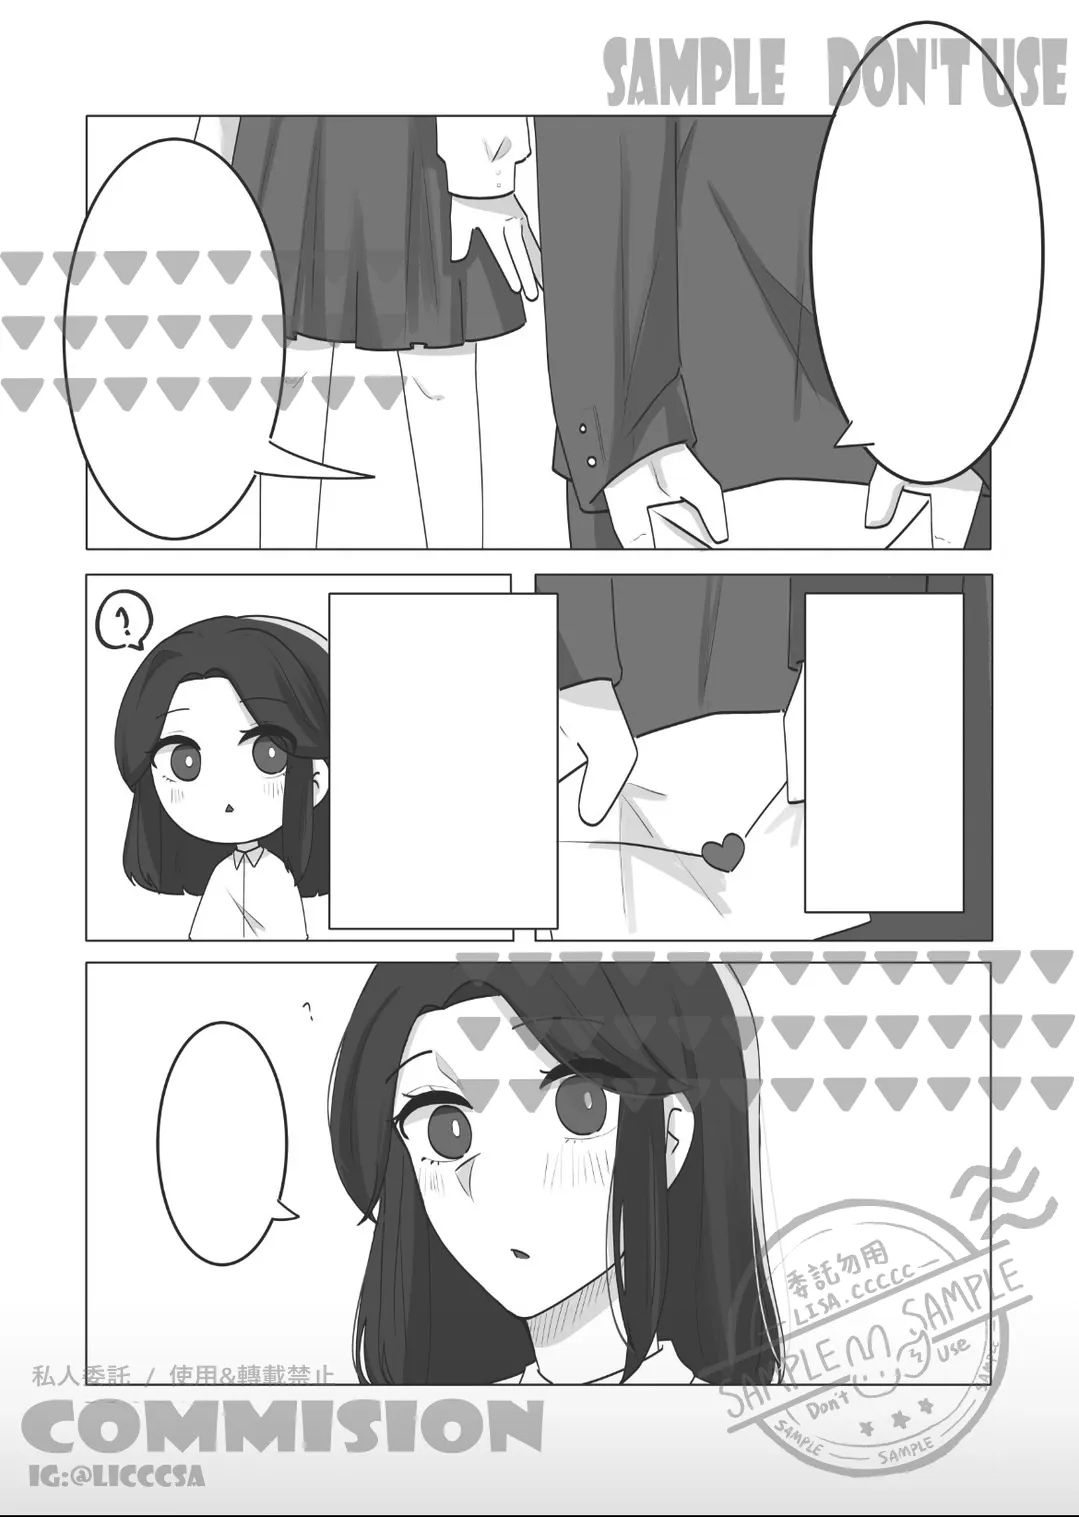 SAMPLE DON'T USE
?
?
委託勿用
LISA.CCCCC
SAMPLE SAMPLE
Don't Use
SAMPLE
SAMPLE
SAMPLE
私人委託 / 使用&轉載禁止
COMMISION
IG:@LICCCSA